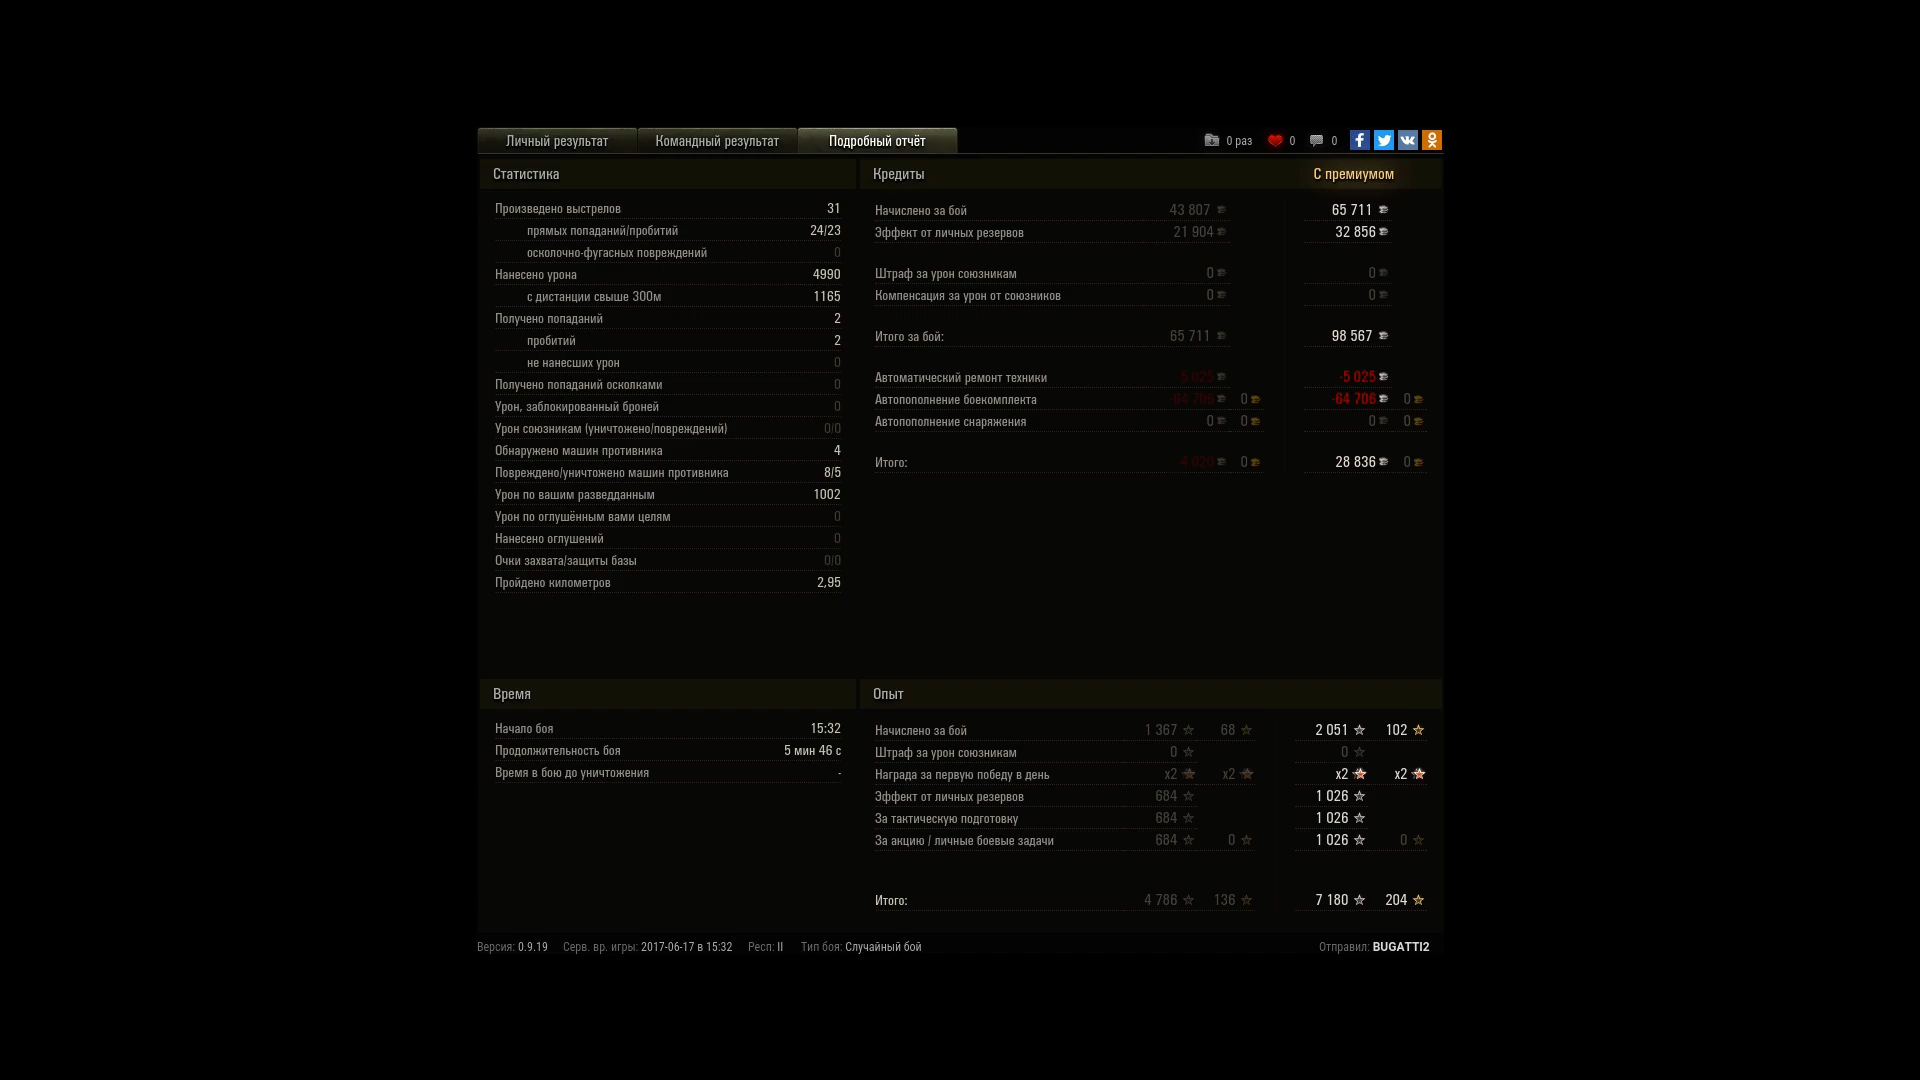 Личный результат Командный результат Подробный отчёт 0 раз 0 0
Статистика
Произведено выстрелов 31
прямых попаданий/пробитий 24/23
осколочно-фугасных повреждений 0
Нанесено урона 4990
с дистанции свыше 300м 1165
Получено попаданий 2
пробитий 2
не нанесших урон 0
Получено попаданий осколками 0
Урон, заблокированный броней 0
Урон союзникам (уничтожено/повреждений) 0/0
Обнаружено машин противника 4
Повреждено/уничтожено машин противника 8/5
Урон по вашим разведданным 1002
Урон по оглушённым вами целям 0
Нанесено оглушений 0
Очки захвата/защиты базы 0/0
Пройдено километров 2,95
Кредиты С премиумом
Начислено за бой 43 807 65 711
Эффект от личных резервов 21 904 32 856
Штраф за урон союзникам 0 0
Компенсация за урон от союзников 0 0
Итого за бой: 65 711 98 567
Автоматический ремонт техники -5 025 -5 025
Автопополнение боекомплекта -64 706 0 -64 706 0
Автопополнение снаряжения 0 0 0 0
Итого: -4 020 0 28 836 0
Время
Начало боя 15:32
Продолжительность боя 5 мин 46 с
Время в бою до уничтожения -
Опыт
Начислено за бой 1 367 68 2 051 102
Штраф за урон союзникам 0 0
Награда за первую победу в день x2 x2 x2 x2
Эффект от личных резервов 684 1 026
За тактическую подготовку 684 1 026
За акцию / личные боевые задачи 684 0 1 026 0
Итого: 4 786 136 7 180 204
Версия: 0.9.19 Серв. вр. игры: 2017-06-17 в 15:32 Респ: II Тип боя: Случайный бой Отправил: BUGATTI2